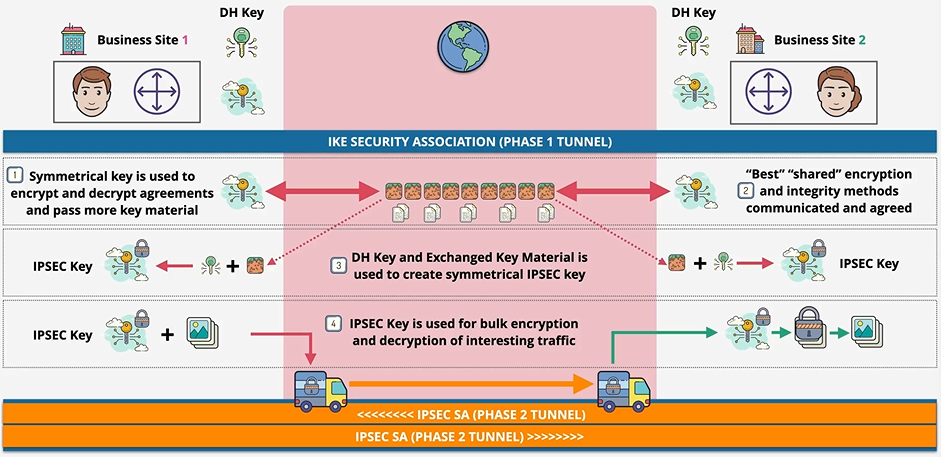 DH Key
DH Key
Business Site 1
Business Site 2
IKE SECURITY ASSOCIATION (PHASE 1 TUNNEL)
1 Symmetrical key is used to
encrypt and decrypt agreements
and pass more key material
“Best” “shared” encryption
2 and integrity methods
communicated and agreed
IPSEC Key
+
3 DH Key and Exchanged Key Material is
used to create symmetrical IPSEC key
+
IPSEC Key
IPSEC Key
+
4 IPSEC Key is used for bulk encryption
and decryption of interesting traffic
<<<<<<<< IPSEC SA (PHASE 2 TUNNEL)
IPSEC SA (PHASE 2 TUNNEL) >>>>>>>>